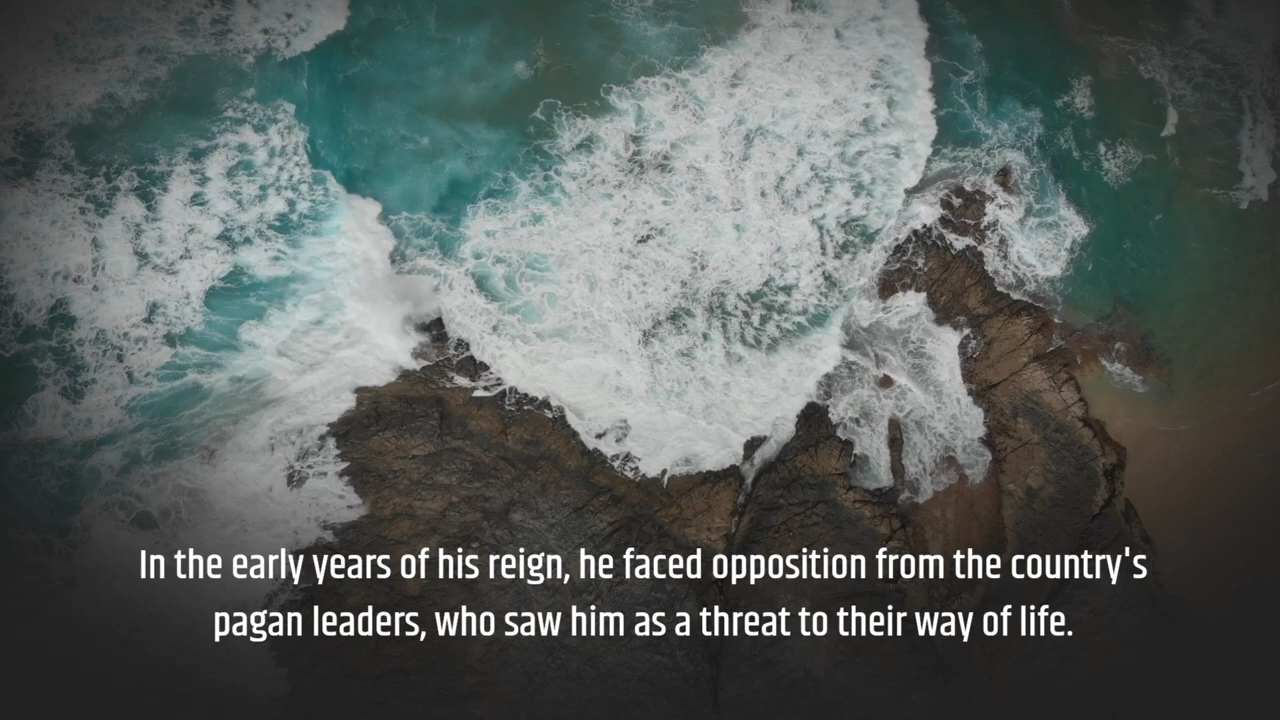 In the early years of his reign, he faced opposition from the country's
pagan leaders, who saw him as a threat to their way of life.